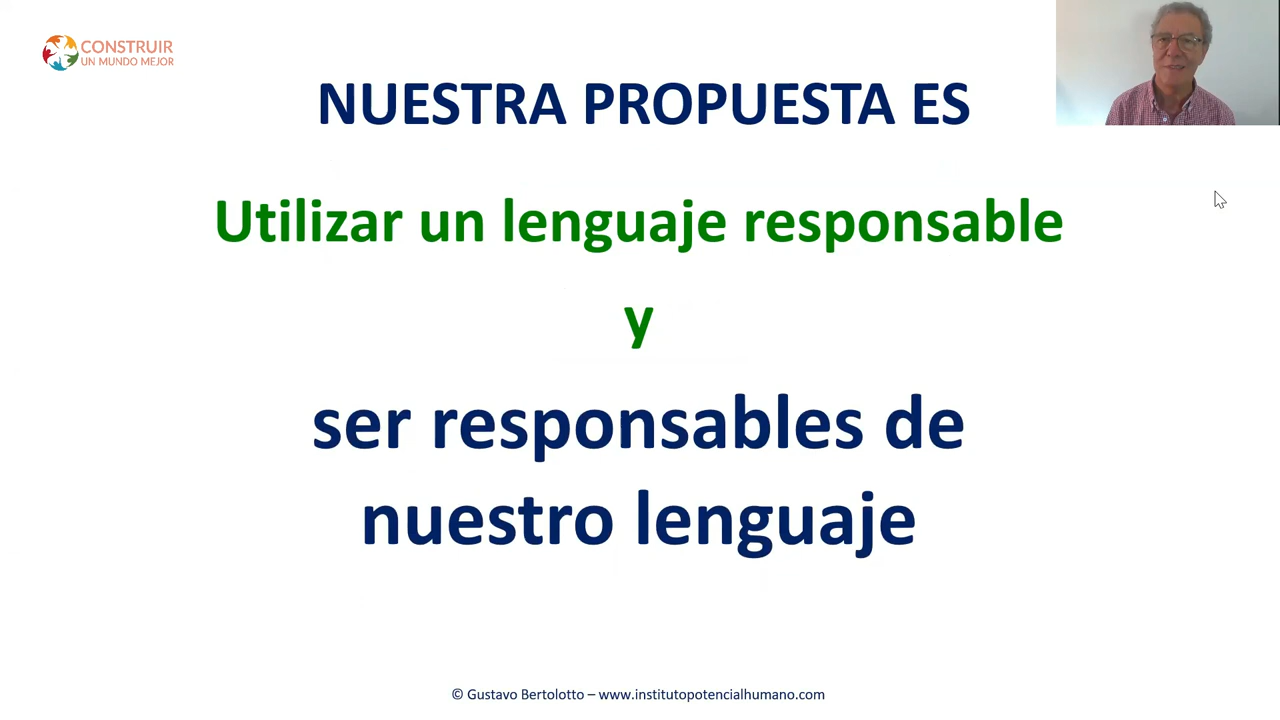 CONSTRUIR
UN MUNDO MEJOR
NUESTRA PROPUESTA ES
Utilizar un lenguaje responsable
y
ser responsables de
nuestro lenguaje
© Gustavo Bertolotto – www.institutopotencialhumano.com